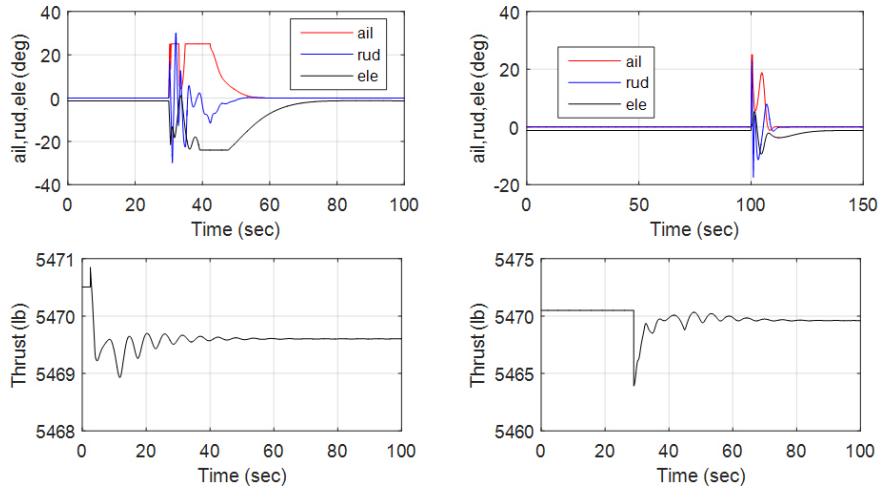 ail,rud,ele (deg)
40
20
0
-20
-40
ail
rud
ele
0 20 40 60 80 100
Time (sec)
ail,rud,ele (deg)
40
20
0
-20
ail
rud
ele
0 50 100 150
Time (sec)
Thrust (lb)
5471
5470
5469
5468
0 20 40 60 80 100
Time (sec)
Thrust (lb)
5475
5470
5465
5460
0 20 40 60 80 100
Time (sec)